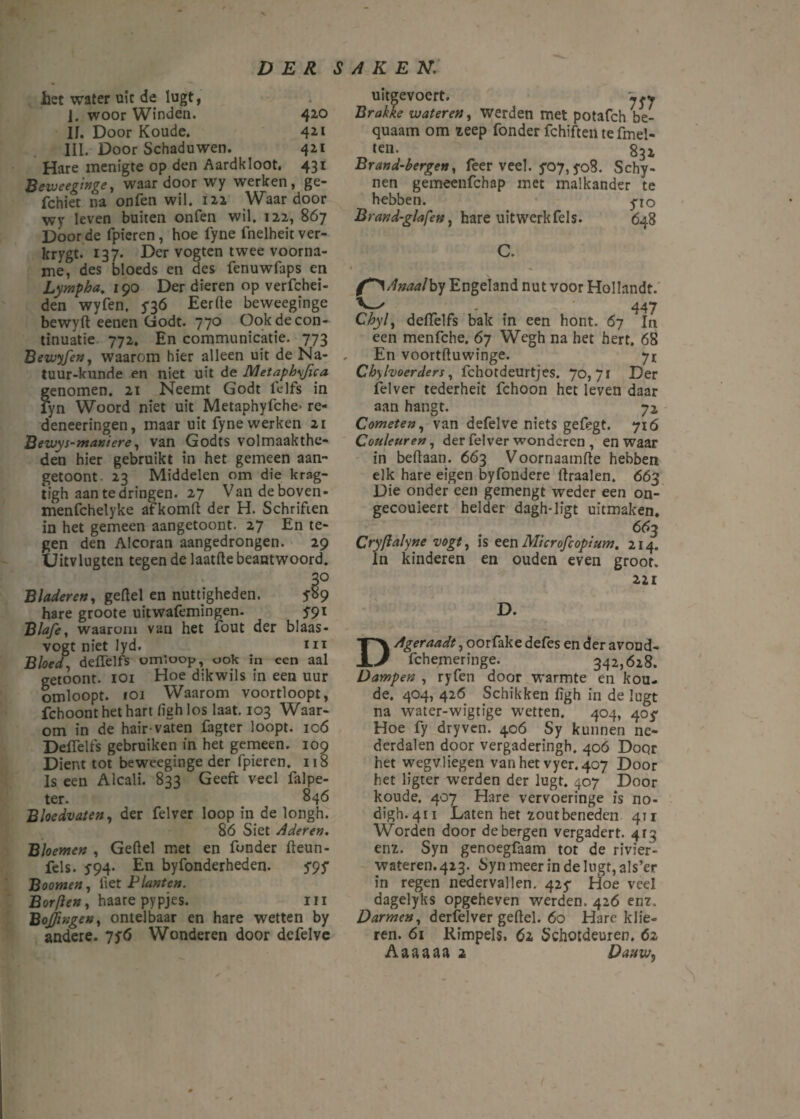 DER SAKEN.
het water uit de lugt,
I. woor Winden. 420
II. Door Koude. 421
III. Door Schaduwen. 421
Hare menigte op den Aardkloot. 431
Beweeginge, waar door wy werken, ge-
schiet na onsen wil. 122 Waar door
wy leven buiten onsen wil. 122, 867
Door de spieren, hoe syne snelheit ver-
krygt. 137. Der vogten twee voorna-
me, des bloeds en des senuwsaps en
Lympha. 190 Der dieren op verschei-
den wysen. 536 Eerste beweeginge
bewyst eenen Godt. 770 Ook de con-
tinuatie 772. En communicatie. 773
Bewysen, waarom hier alleen uit de Na-
tuur-kunde en niet uit de Metaphysica
genomen. 21 Neemt Godt selfs in
syn Woord niet uit Metaphysche re-
deneeringen, maar uit syne werken 21
Bewys-maniere, van Godts volmaakthe-
den hier gebruikt in het gemeen aan-
getoont. 23 Middelen om die krag-
tigh aan te dringen. 27 Van de boven-
menschelyke afkomst der H. Schriften
in het gemeen aangetoont. 27 En te-
gen den Alcoran aangedrongen. 29
Uitvlugten tegen de laatste beantwoord.
30
Bladeren, gestel en nuttigheden. 589
hare groote uitwasemingen. 591
Blase, waarom van het sout der blaas-
vogt niet lyd. 111
Bloed, desselfs omloop, ook in een aal
getoont. 101 Hoe dikwils in een uur
omloopt. 101 Waarom voortloopt,
schoont het hart sigh los laat. 103 Waar-
om in de hair-vaten sagter loopt. 106
Desselfs gebruiken in het gemeen. 109
Dient tot beweeginge der spieren. 118
Is een Alcali. 833 Geeft veel salpe-
ter. 846
Bloedvaten, der selver loop in de longh.
86 Siet Aderen.
Bloemen, Gestel met en sonder steun-
sels. 594. En bysonderheden. 595
Boomen, siet Planten.
Borsten, haare pypjes. 111
Bossingen, ontelbaar en hare wetten by
andere. 756 Wonderen door deselve
uitgevoert. 757
Brakke wateren, werden met potasch be-
quaam om zeep sonder schiften te smel-
ten. 832
Brand-bergen, seer veel. 507, 508. Schy-
nen gemeenschap met malkander te
hebben. 510
Brand-glasen, hare uitwerksels. 648
C.
CAnaal by Engeland nut voor Hollandt.
447
Chyl, desselfs bak in een hont. 67 In
een mensche. 67 Wegh na het hert. 68
En voortstuwinge. 71
Chylvoerders, schotdeurtjes. 70, 71 Der
selver tederheit schoon het leven daar
aan hangt. 72
Cometen, van deselve niets gesegt. 716
Couleuren, der selver wonderen, en waar
in bestaan. 663 Voornaamste hebben
elk hare eigen bysondere straalen. 663
Die onder een gemengt weder een on-
gecouleert helder dagh-ligt uitmaken.
663
Crystalyne vogt, is een Microscopium. 214.
In kinderen en ouden even groot.
221
D.
DAgeraadt, oorsake deses en der avond-
schemeringe. 342, 628.
Dampen, rysen door warmte en kou-
de. 404, 426 Schikken sigh in de lugt
na water-wigtige wetten. 404, 405
Hoe sy dryven. 406 Sy kunnen ne-
derdalen door vergaderingh. 406 Door
het wegvliegen van het vyer. 407 Door
het ligter werden der lugt. 407 Door
koude. 407 Hare vervoeringe is no-
digh. 411 Laten het zout beneden 411
Worden door de bergen vergadert. 413
enz. Syn genoegsaam tot de rivier-
wateren. 423. Syn meer in de lugt, als'er
in regen nedervallen. 425 Hoe veel
dagelyks opgeheven werden. 426 enz.
Darmen, derselver gestel. 60 Hare klie-
ren. 61 Rimpels. 62 Schotdeuren. 62
Aaaaaa 2 Dauw,